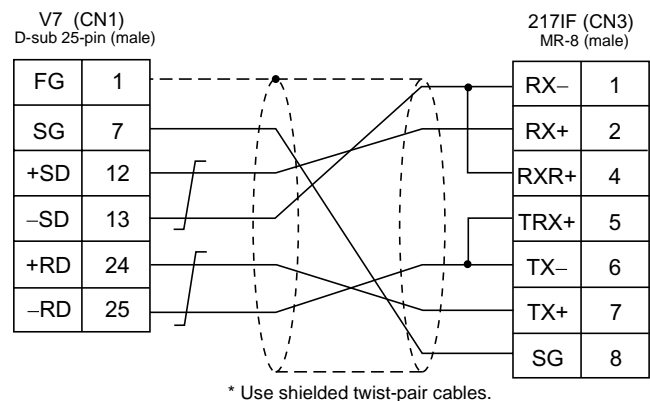 V7 (CN1)
D-sub 25-pin (male)
217IF (CN3)
MR-8 (male)
FG 1
SG 7
+SD 12
−SD 13
+RD 24
−RD 25
RX− 1
RX+ 2
RXR+ 4
TRX+ 5
TX− 6
TX+ 7
SG 8
* Use shielded twist-pair cables.